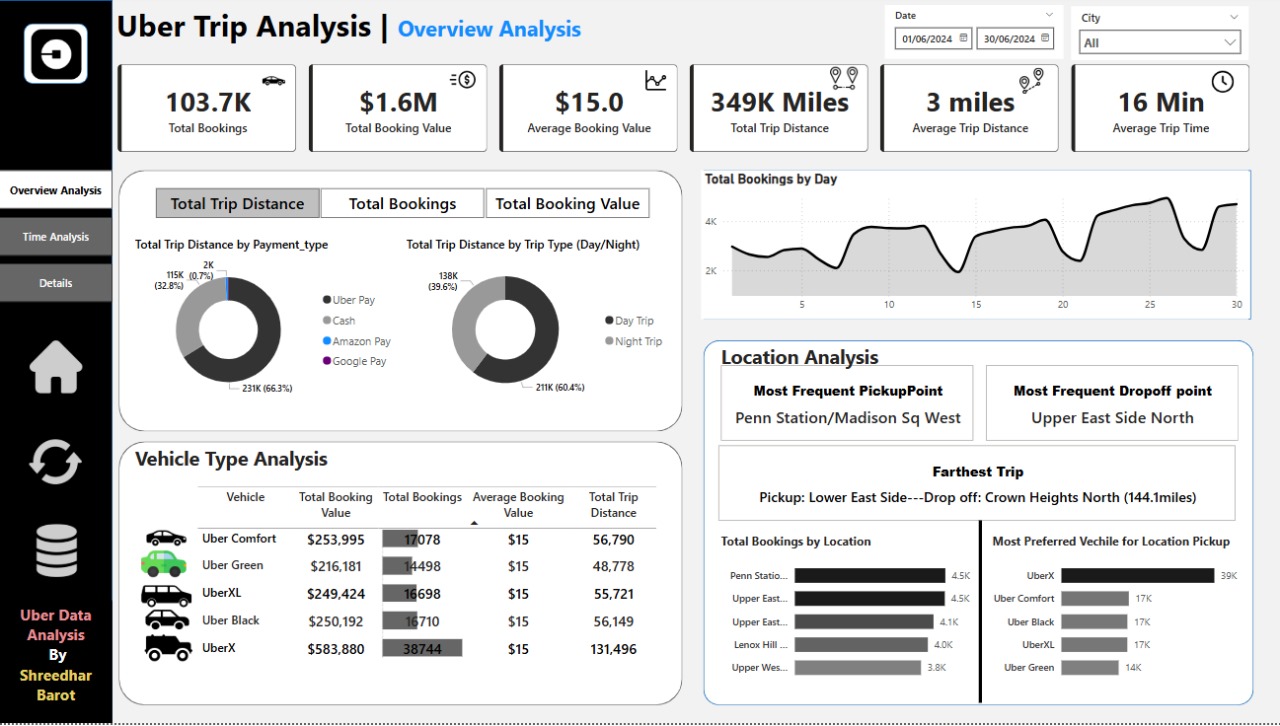 Uber Trip Analysis | Overview Analysis
Date
01/06/2024 30/06/2024
City
All
103.7K
Total Bookings
$1.6M
Total Booking Value
$15.0
Average Booking Value
349K Miles
Total Trip Distance
3 miles
Average Trip Distance
16 Min
Average Trip Time
Overview Analysis
Time Analysis
Details
Uber Data
Analysis
By
Shreedhar
Barot
Total Trip Distance
Total Bookings
Total Booking Value
Total Trip Distance by Payment_type
2K
(0.7%)
115K
(32.8%)
231K (66.3%)
Uber Pay
Cash
Amazon Pay
Google Pay
Total Trip Distance by Trip Type (Day/Night)
138K
(39.6%)
211K (60.4%)
Day Trip
Night Trip
Total Bookings by Day
4K
2K
5 10 15 20 25 30
Vehicle Type Analysis
Vehicle Total Booking Value Total Bookings Average Booking Value Total Trip Distance
Uber Comfort $253,995 17078 $15 56,790
Uber Green $216,181 14498 $15 48,778
UberXL $249,424 16698 $15 55,721
Uber Black $250,192 16710 $15 56,149
UberX $583,880 38744 $15 131,496
Location Analysis
Most Frequent PickupPoint
Penn Station/Madison Sq West
Most Frequent Dropoff point
Upper East Side North
Farthest Trip
Pickup: Lower East Side---Drop off: Crown Heights North (144.1miles)
Total Bookings by Location
Penn Statio... 4.5K
Upper East... 4.5K
Upper East... 4.1K
Lenox Hill ... 4.0K
Upper Wes... 3.8K
Most Preferred Vechile for Location Pickup
UberX 39K
Uber Comfort 17K
Uber Black 17K
UberXL 17K
Uber Green 14K